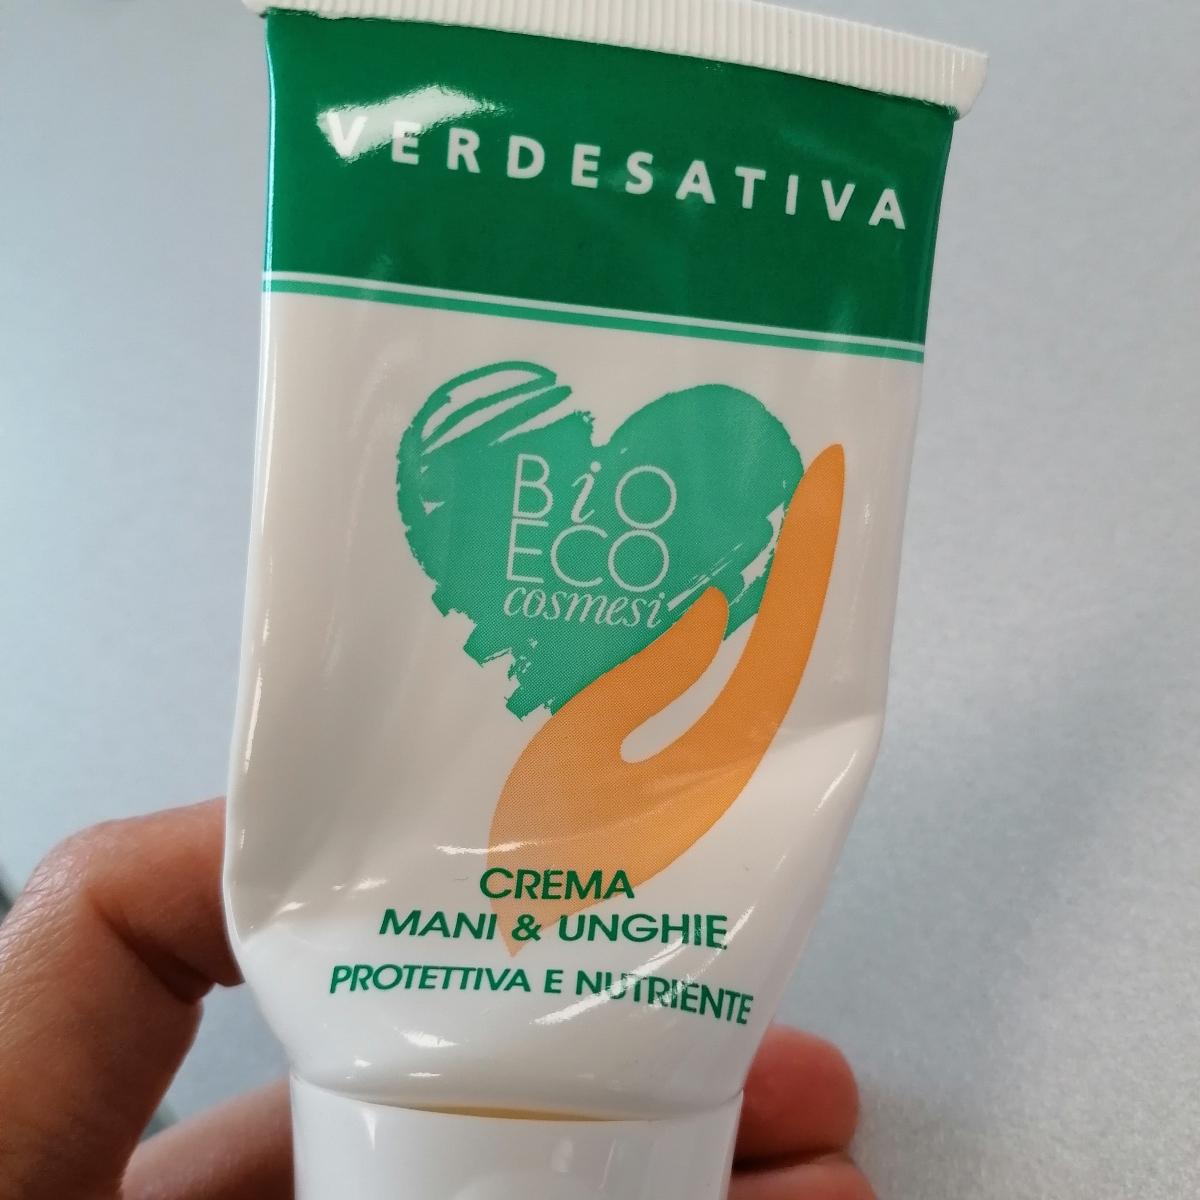 VERDESATIVA
BiO
ECO
cosmesi
CREMA
MANI & UNGHIE
PROTETTIVA E NUTRIENTE